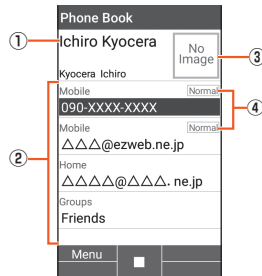 Phone Book
① Ichiro Kyocera
No
Image
③
Kyocera Ichiro
Mobile Normal
090-XXXX-XXXX
④
Mobile Normal
△△△@ezweb.ne.jp
②
Home
△△△△@△△△. ne.jp
Groups
Friends
Menu